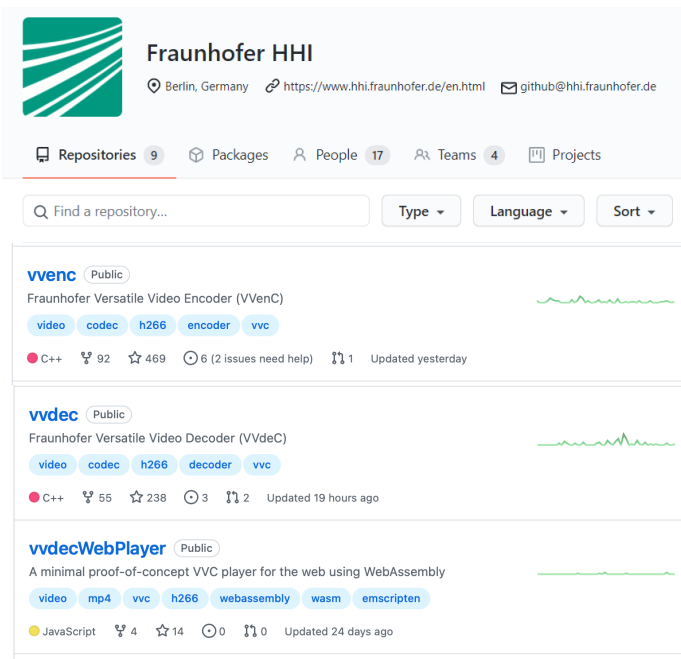 Fraunhofer HHI
Berlin, Germany https://www.hhi.fraunhofer.de/en.html github@hhi.fraunhofer.de
Repositories 9 Packages People 17 Teams 4 Projects
Find a repository... Type Language Sort
vvenc Public
Fraunhofer Versatile Video Encoder (VVenC)
video codec h266 encoder vvc
C++ 92 469 6 (2 issues need help) 1 Updated yesterday
vvdec Public
Fraunhofer Versatile Video Decoder (VVdeC)
video codec h266 decoder vvc
C++ 55 238 3 2 Updated 19 hours ago
vvdecWebPlayer Public
A minimal proof-of-concept VVC player for the web using WebAssembly
video mp4 vvc h266 webassembly wasm emscripten
JavaScript 4 14 0 0 Updated 24 days ago